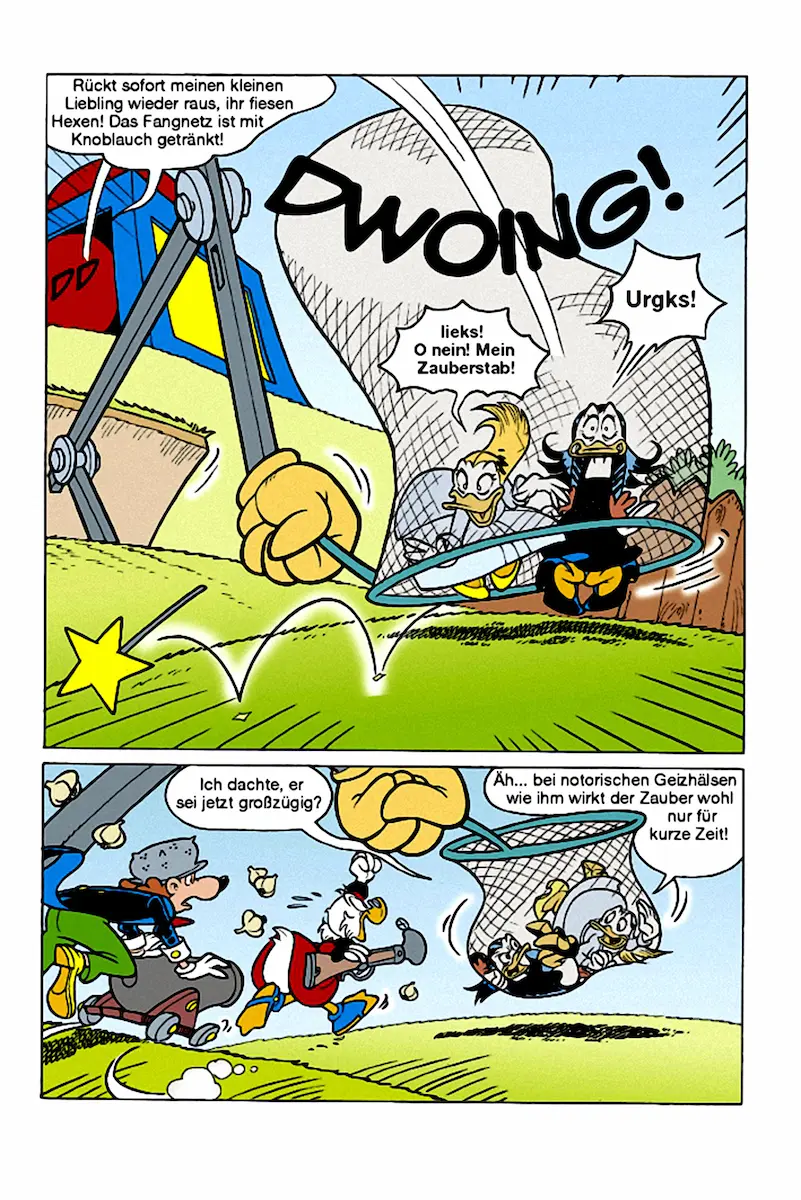 Rückt sofort meinen kleinen
Liebling wieder raus, ihr fiesen
Hexen! Das Fangnetz ist mit
Knoblauch getränkt!
DWOING!
Urgks!
Iieks!
O nein! Mein
Zauberstab!
DD
Ich dachte, er
sei jetzt großzügig?
Äh... bei notorischen Geizhälsen
wie ihm wirkt der Zauber wohl
nur für
kurze Zeit!